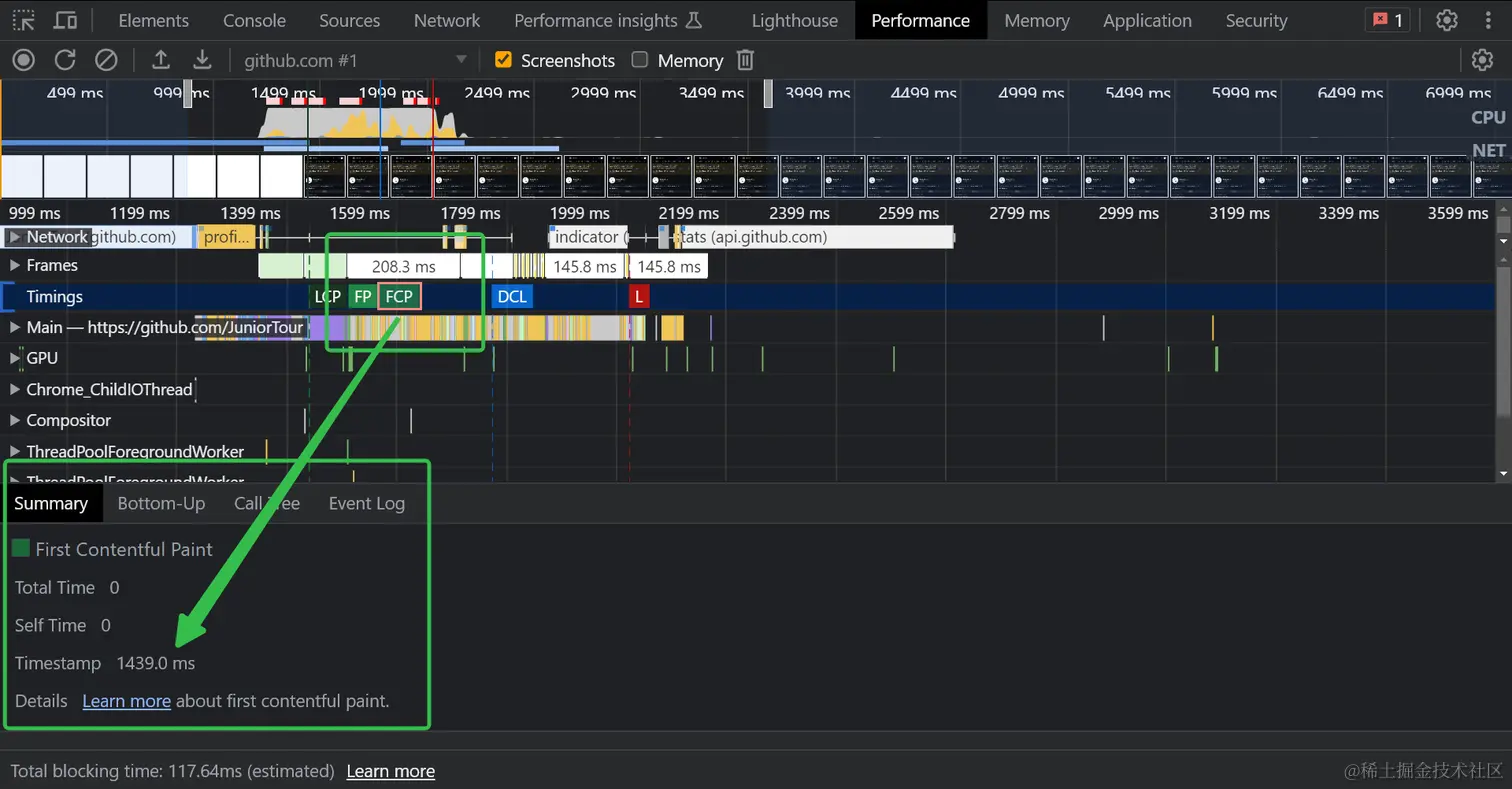 Elements Console Sources Network Performance insights Lighthouse Performance Memory Application Security 1
github.com #1 Screenshots Memory
499 ms 999 ms 1499 ms 1999 ms 2499 ms 2999 ms 3499 ms 3999 ms 4499 ms 4999 ms 5499 ms 5999 ms 6499 ms 6999 ms
CPU
NET
999 ms 1199 ms 1399 ms 1599 ms 1799 ms 1999 ms 2199 ms 2399 ms 2599 ms 2799 ms 2999 ms 3199 ms 3399 ms 3599 ms
Network github.com) profi... indicator ( tats (api.github.com)
Frames 208.3 ms 145.8 ms 145.8 ms
Timings LCP FP FCP DCL L
Main — https://github.com/JuniorTour
GPU
Chrome_ChildIOThread
Compositor
ThreadPoolForegroundWorker
ThreadPoolForegroundWorker
Summary Bottom-Up Call Tree Event Log
First Contentful Paint
Total Time 0
Self Time 0
Timestamp 1439.0 ms
Details Learn more about first contentful paint.
Total blocking time: 117.64ms (estimated) Learn more
@稀土掘金技术社区